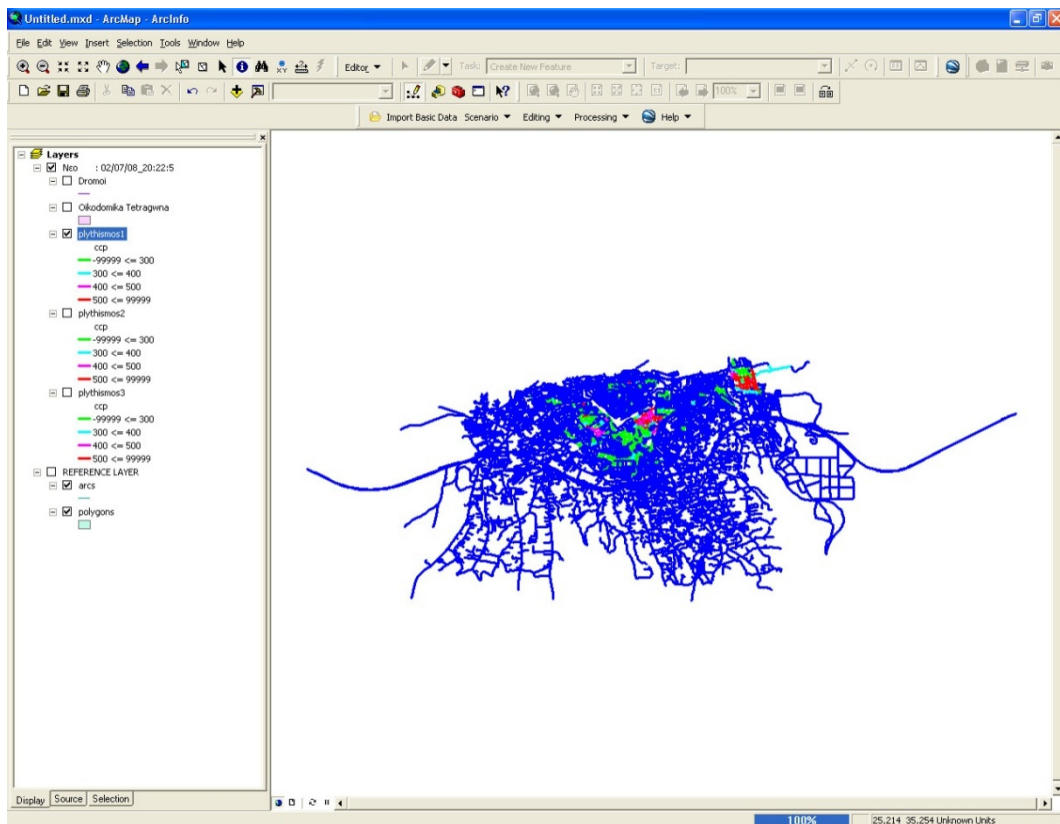 Untitled.mxd - ArcMap - ArcInfo
File Edit View Insert Selection Tools Window Help
Editor Task: Create New Feature Target:
100%
Import Basic Data Scenario Editing Processing Help
Layers
Νεο : 02/07/08_20:22:5
Dromoi
Oikodomika Tetragwna
plythismos1
ccp
-99999 <= 300
300 <= 400
400 <= 500
500 <= 99999
plythismos2
ccp
-99999 <= 300
300 <= 400
400 <= 500
500 <= 99999
plythismos3
ccp
-99999 <= 300
300 <= 400
400 <= 500
500 <= 99999
REFERENCE LAYER
arcs
polygons
Display Source Selection
100% 25.214 35.254 Unknown Units